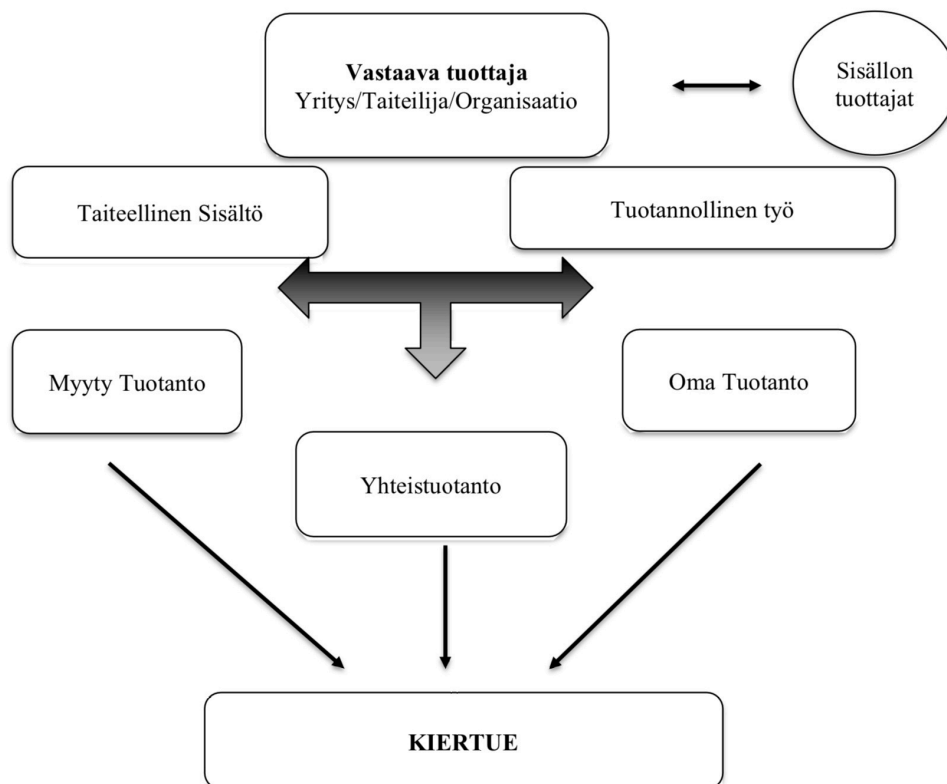 Vastaava tuottaja
Yritys/Taiteilija/Organisaatio
Sisällon
tuottajat
Taiteellinen Sisältö
Tuotannollinen työ
Myyty Tuotanto
Oma Tuotanto
Yhteistuotanto
KIERTUE